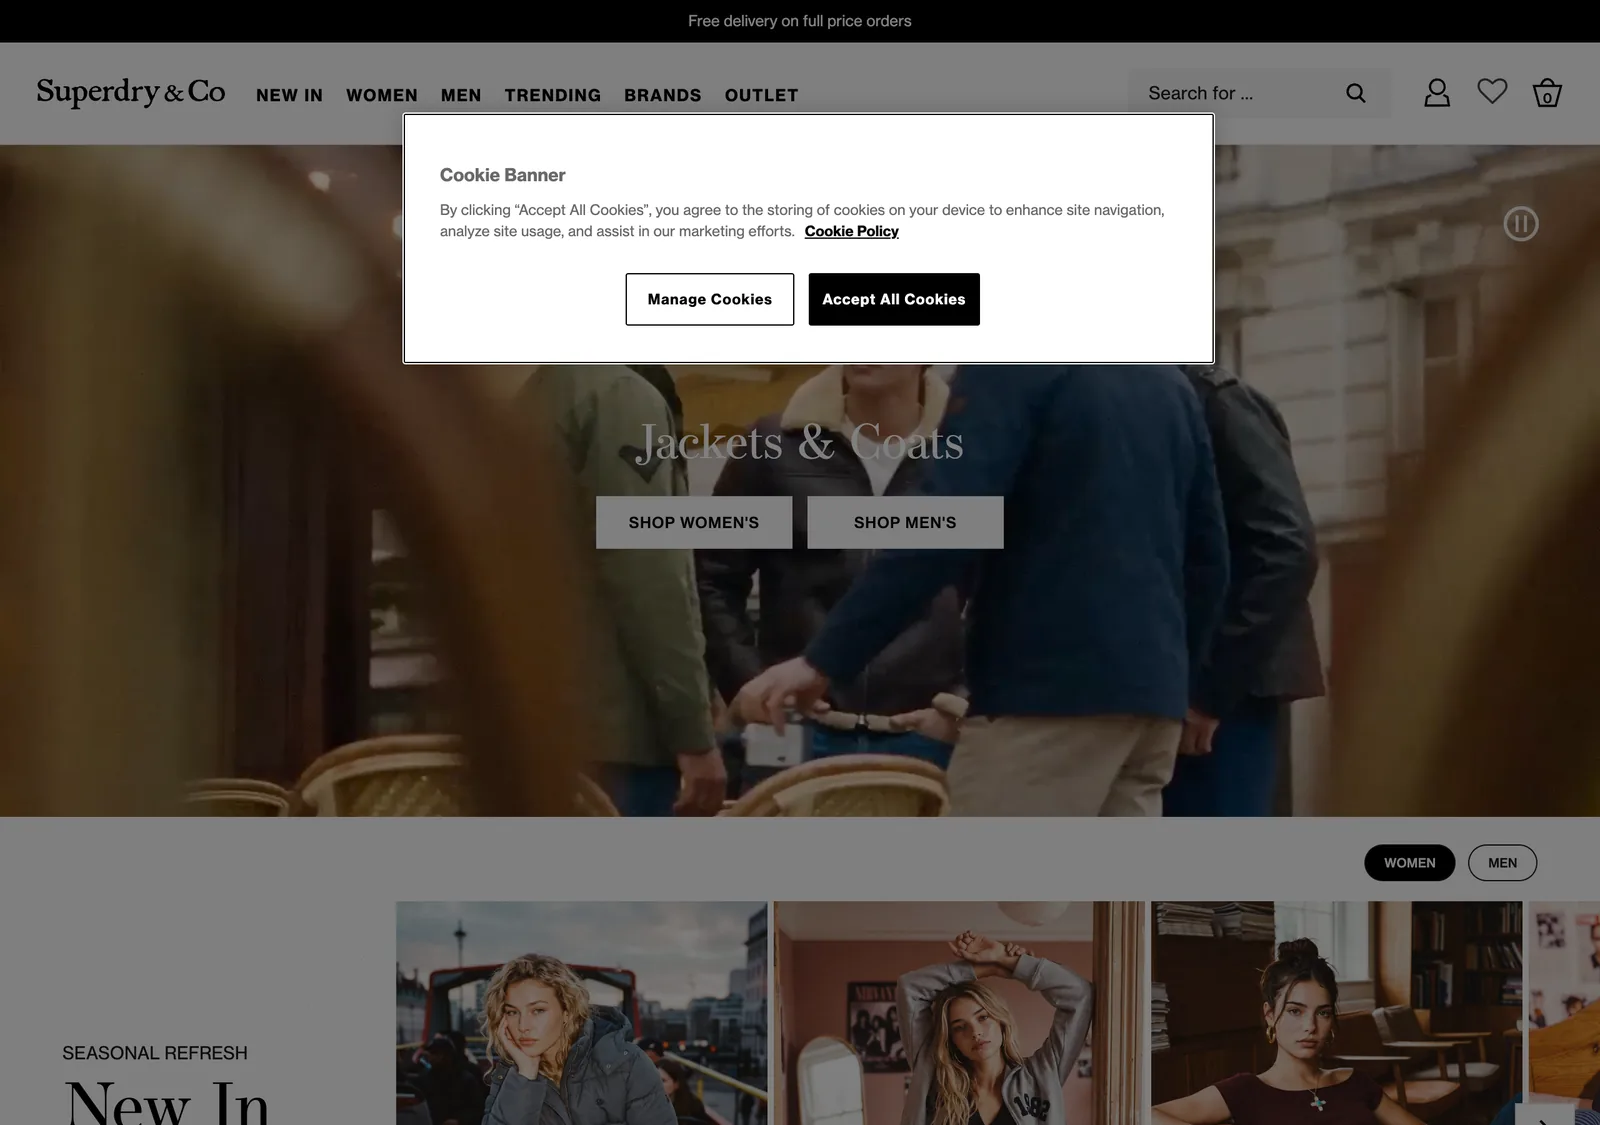 Free delivery on full price orders
Superdry & Co
NEW IN
WOMEN
MEN
TRENDING
BRANDS
OUTLET
Search for ...
0
Cookie Banner
By clicking “Accept All Cookies”, you agree to the storing of cookies on your device to enhance site navigation,
analyze site usage, and assist in our marketing efforts. Cookie Policy
Manage Cookies
Accept All Cookies
Jackets & Coats
SHOP WOMEN'S
SHOP MEN'S
WOMEN
MEN
SEASONAL REFRESH
New In
NIRVANA
1982